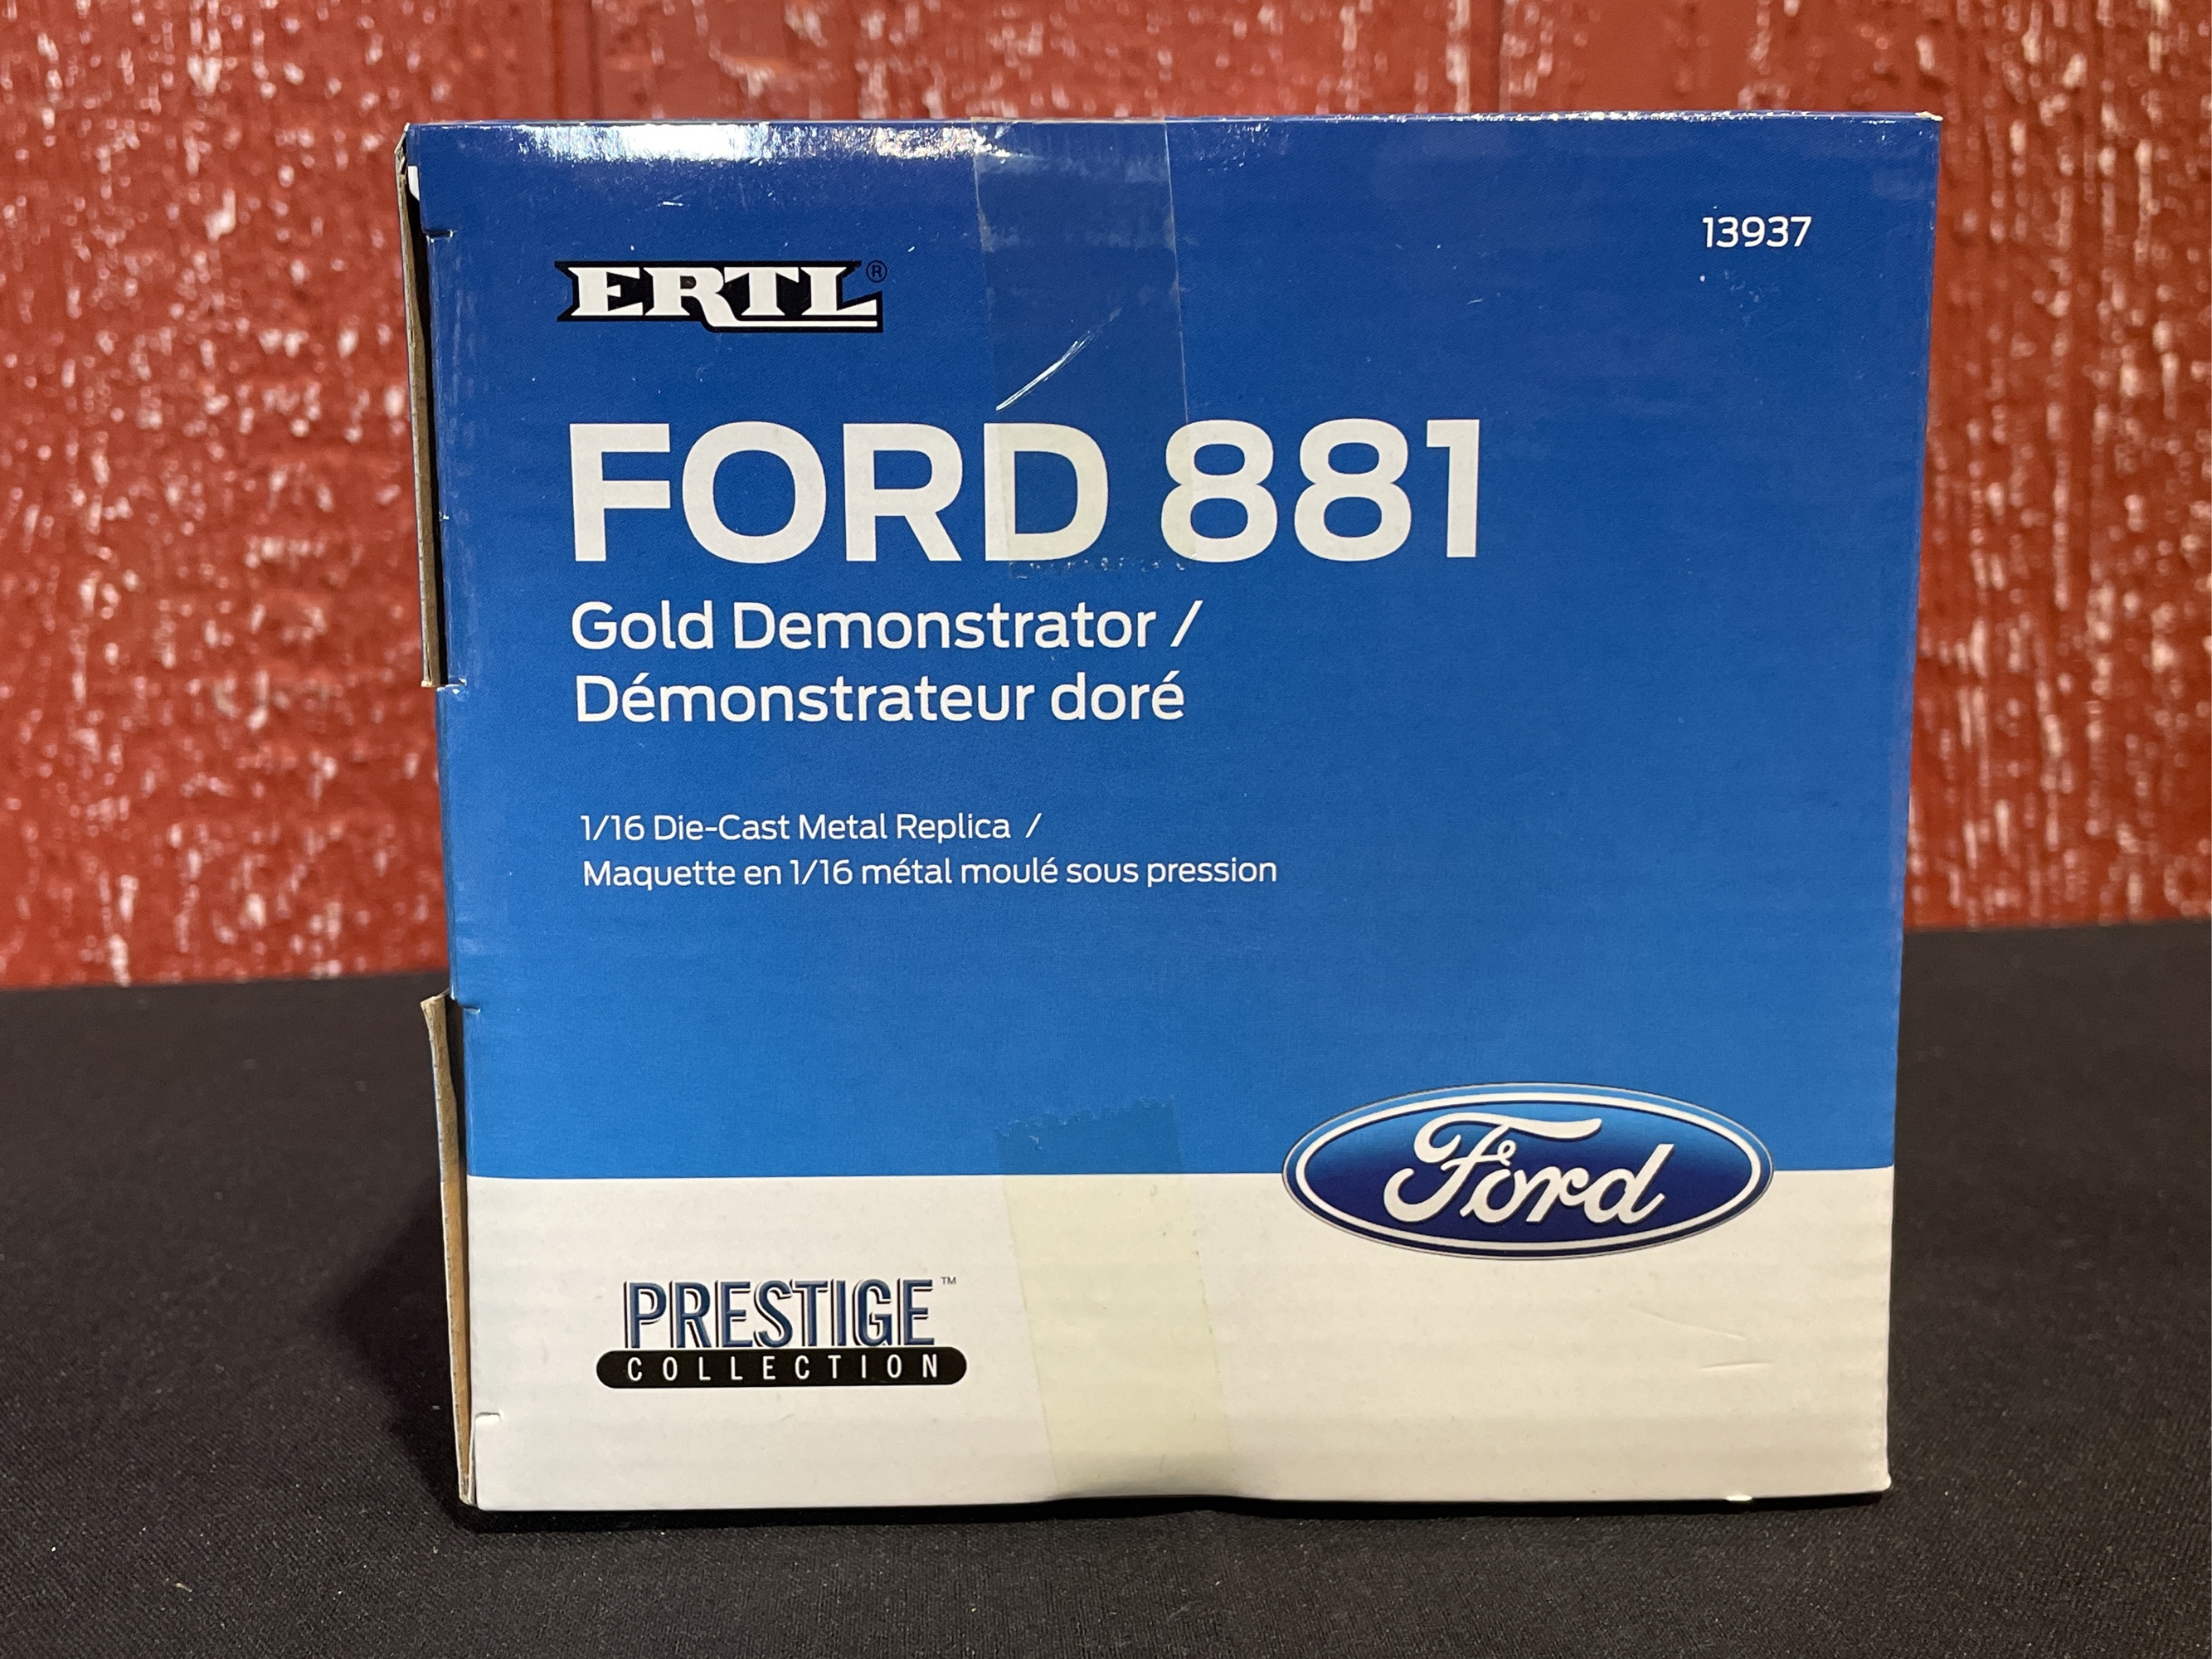 13937
ERTL®
FORD 881
Gold Demonstrator /
Démonstrateur doré
1/16 Die-Cast Metal Replica /
Maquette en 1/16 métal moulé sous pression
Ford
PRESTIGE™
COLLECTION